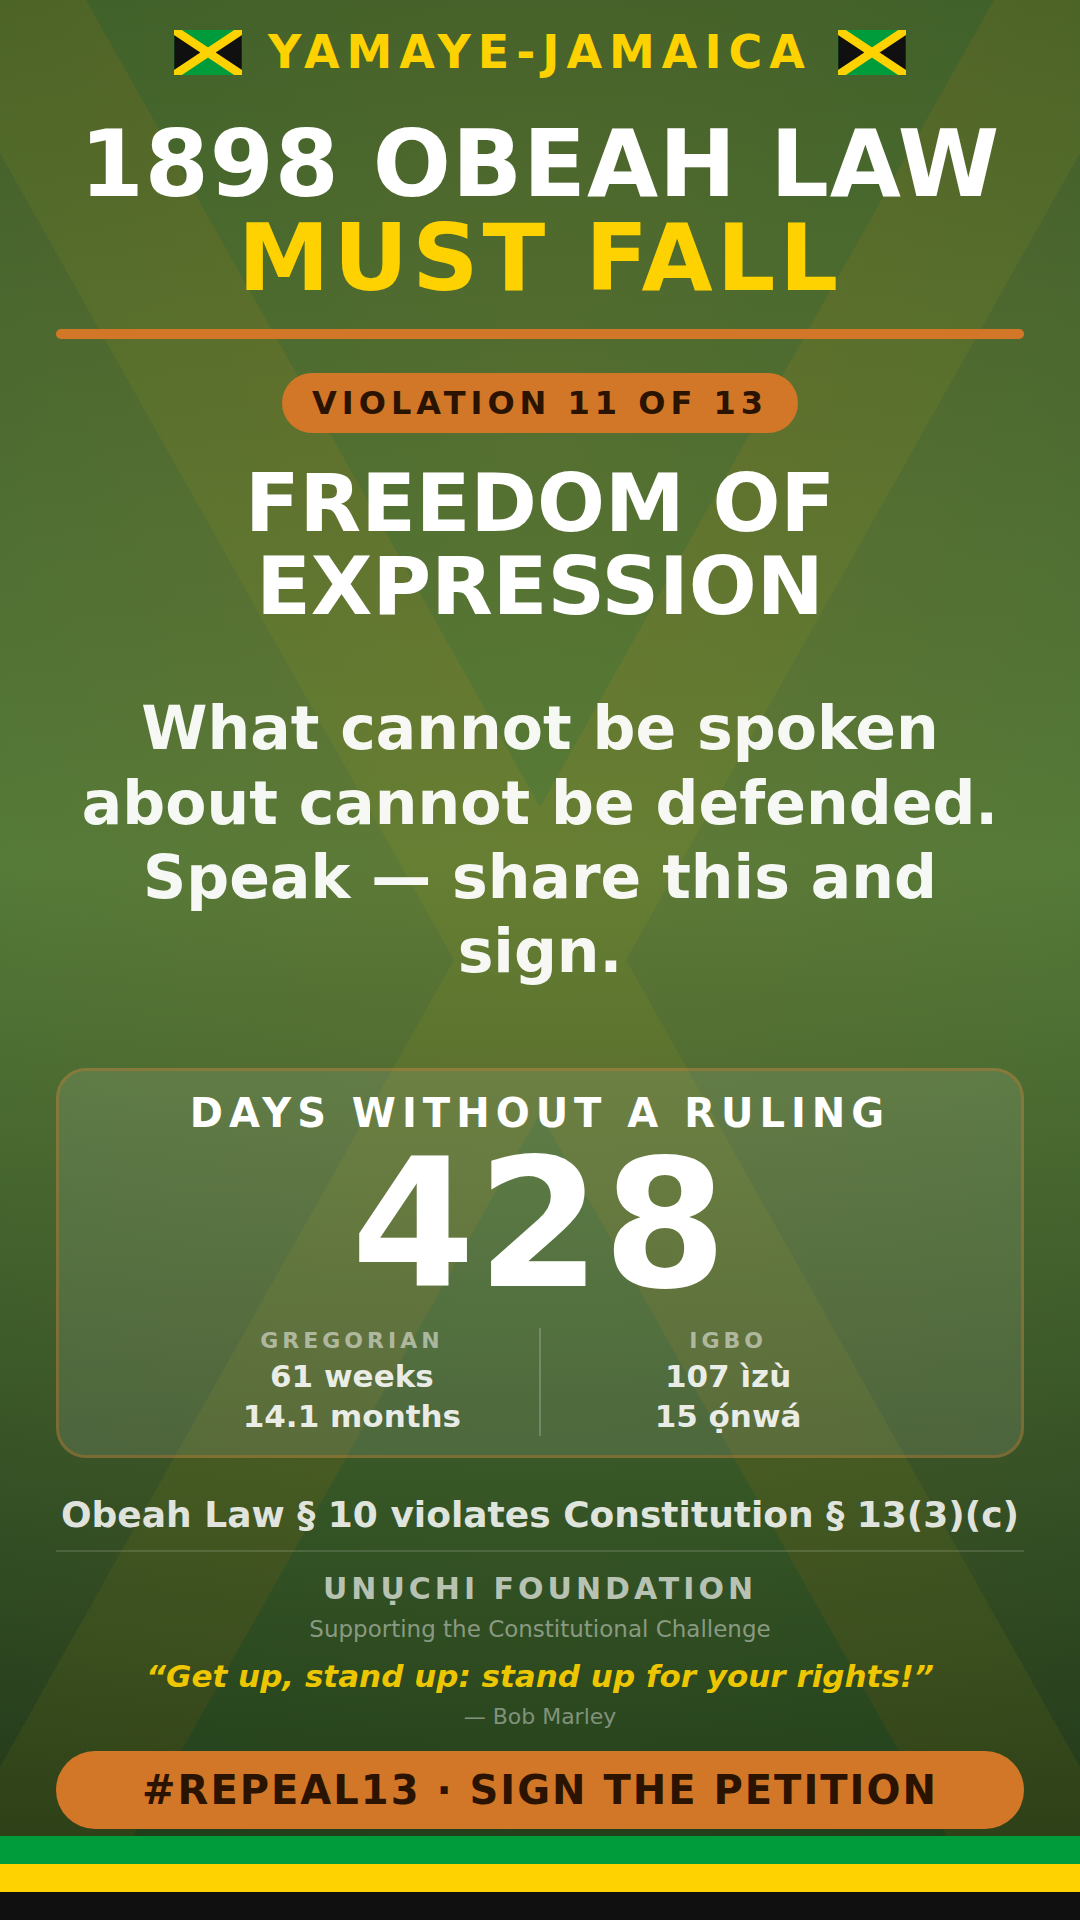 YAMAYE-JAMAICA
1898 OBEAH LAW
MUST FALL
VIOLATION 11 OF 13
FREEDOM OF
EXPRESSION
What cannot be spoken
about cannot be defended.
Speak — share this and
sign.
DAYS WITHOUT A RULING
428
GREGORIAN
61 weeks
14.1 months
IGBO
107 ìzù
15 ọ́nwá
Obeah Law § 10 violates Constitution § 13(3)(c)
UNỤCHI FOUNDATION
Supporting the Constitutional Challenge
“Get up, stand up: stand up for your rights!”
— Bob Marley
#REPEAL13 · SIGN THE PETITION